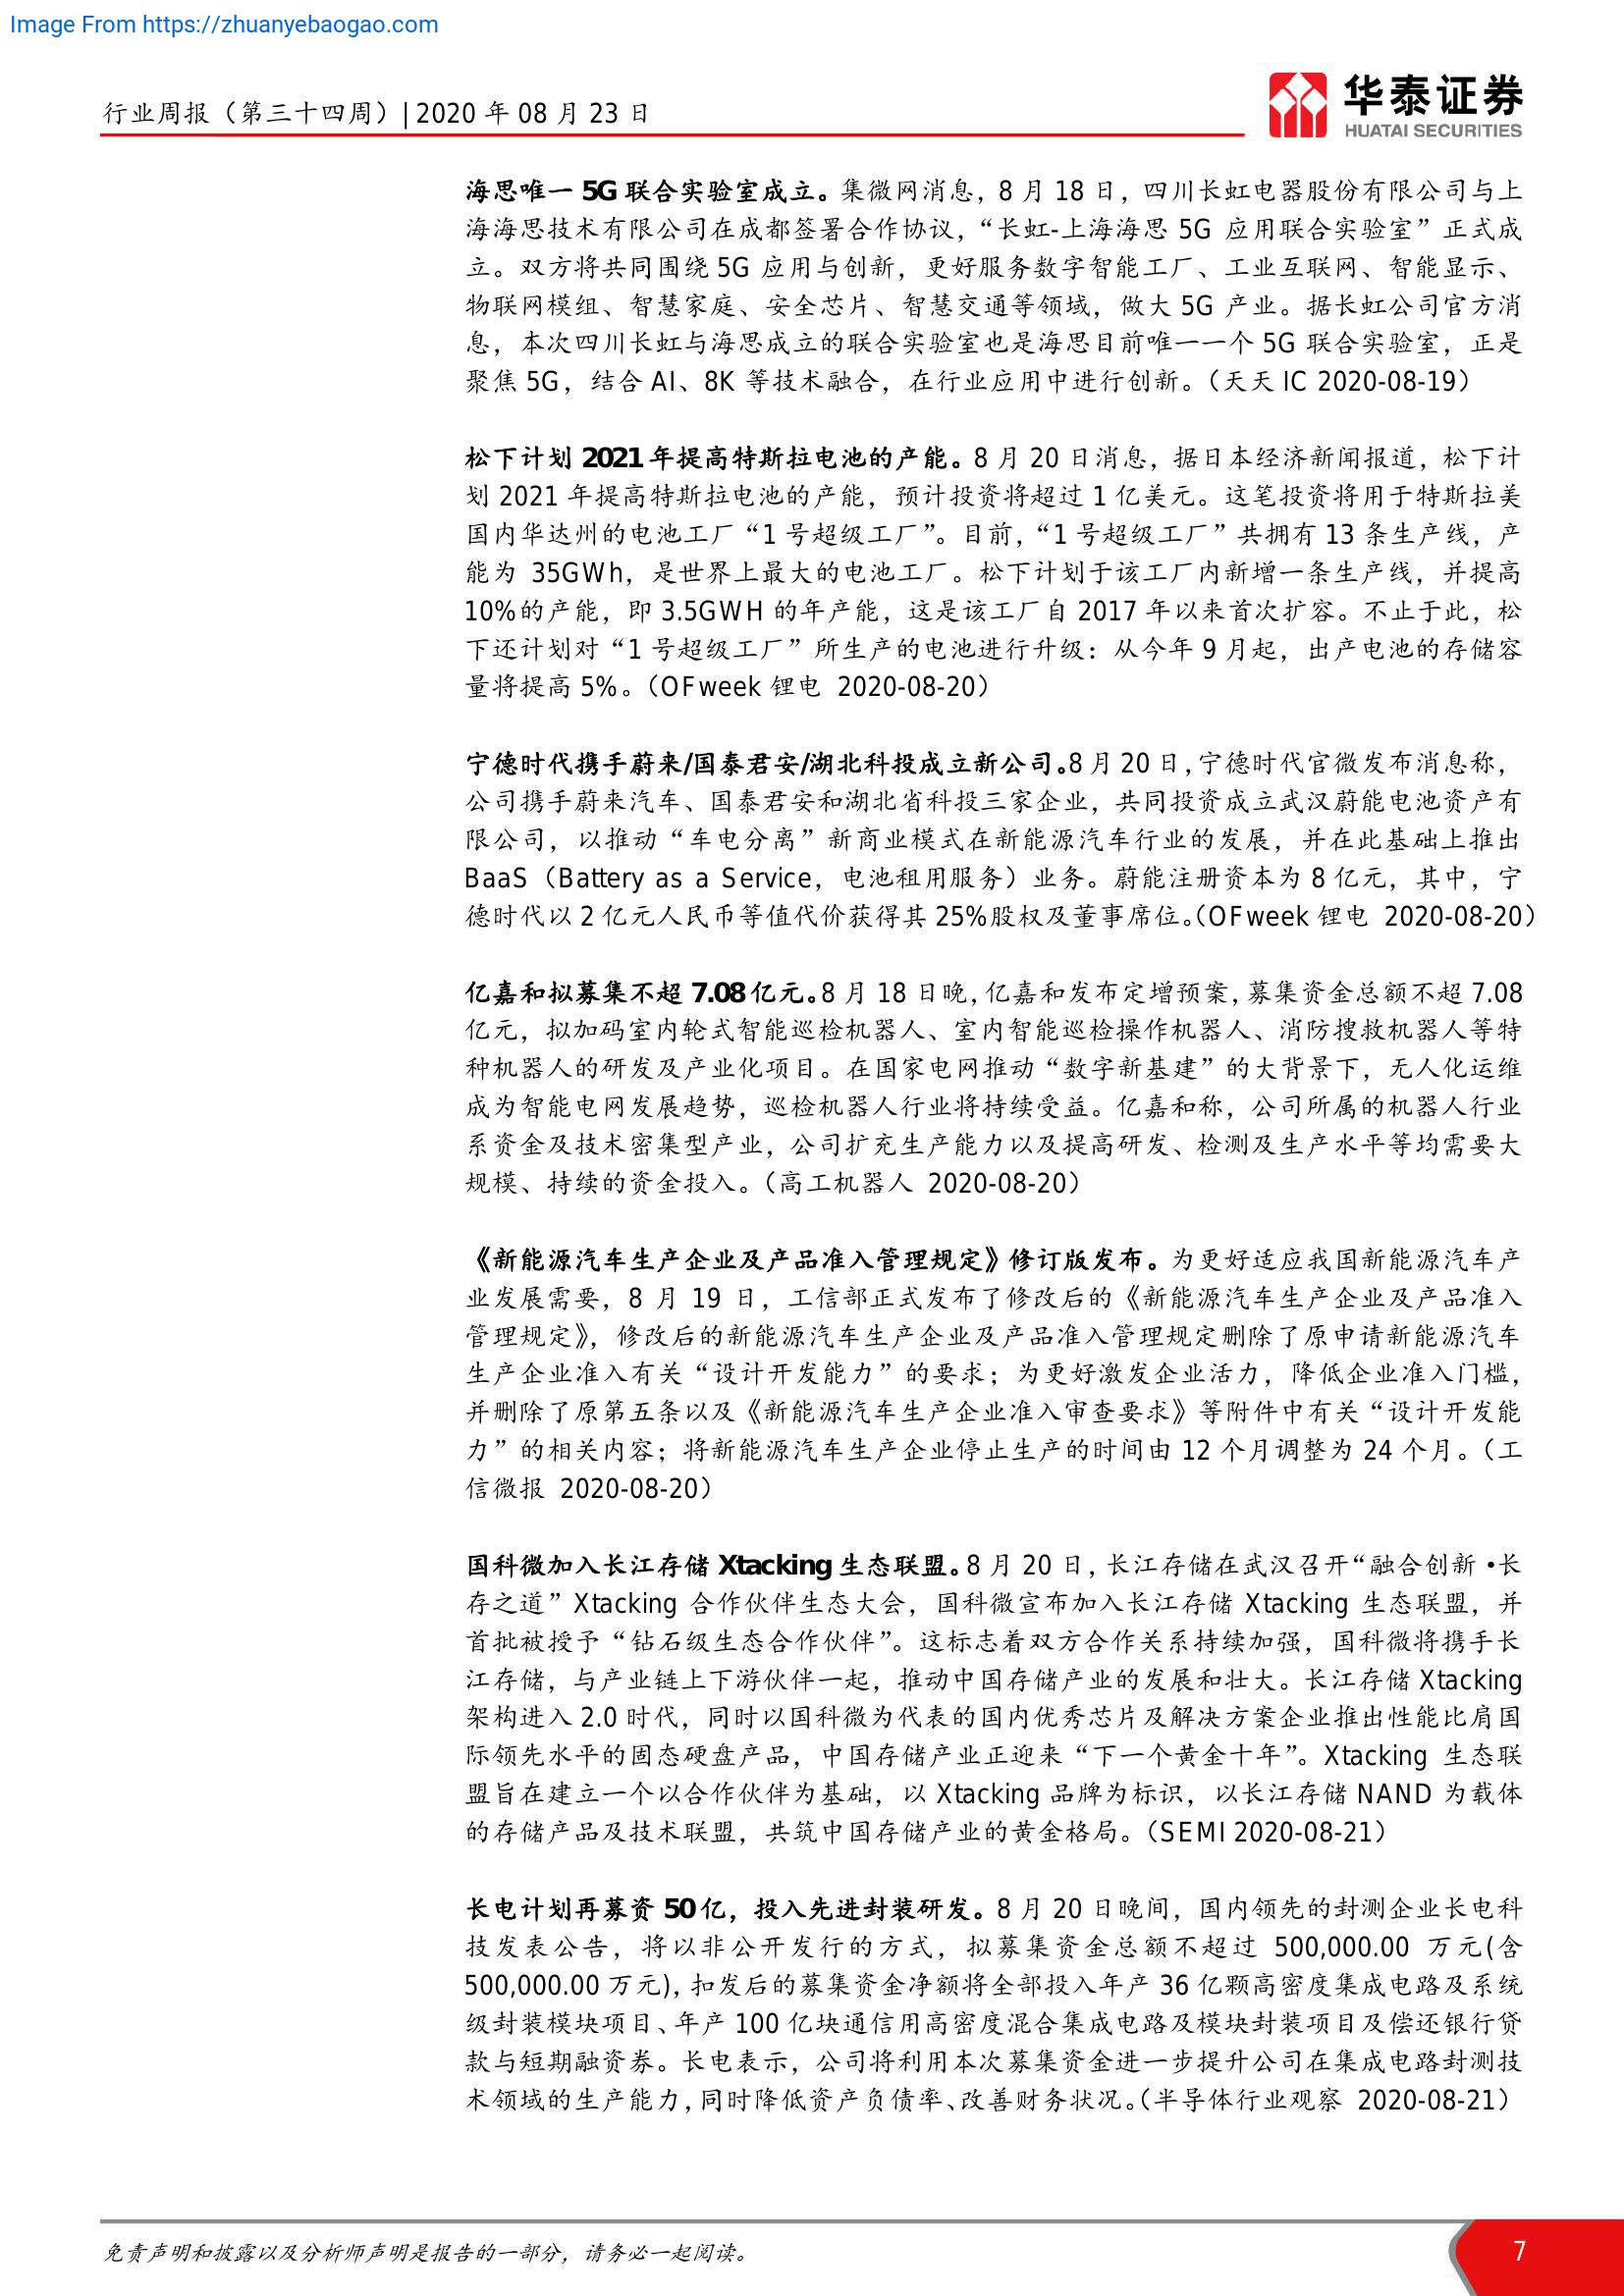 Image From https://zhuanyebaogao.com
行业周报（第三十四周）| 2020 年 08 月 23 日
华泰证券
HUATAI SECURITIES
海思唯一 5G 联合实验室成立。集微网消息，8 月 18 日，四川长虹电器股份有限公司与上
海海思技术有限公司在成都签署合作协议，“长虹-上海海思 5G 应用联合实验室”正式成
立。双方将共同围绕 5G 应用与创新，更好服务数字智能工厂、工业互联网、智能显示、
物联网模组、智慧家庭、安全芯片、智慧交通等领域，做大 5G 产业。据长虹公司官方消
息，本次四川长虹与海思成立的联合实验室也是海思目前唯一一个 5G 联合实验室，正是
聚焦 5G，结合 AI、8K 等技术融合，在行业应用中进行创新。（天天 IC 2020-08-19）
松下计划 2021 年提高特斯拉电池的产能。8 月 20 日消息，据日本经济新闻报道，松下计
划 2021 年提高特斯拉电池的产能，预计投资将超过 1 亿美元。这笔投资将用于特斯拉美
国内华达州的电池工厂“1 号超级工厂”。目前，“1 号超级工厂”共拥有 13 条生产线，产
能为 35GWh，是世界上最大的电池工厂。松下计划于该工厂内新增一条生产线，并提高
10%的产能，即 3.5GWH 的年产能，这是该工厂自 2017 年以来首次扩容。不止于此，松
下还计划对“1 号超级工厂”所生产的电池进行升级：从今年 9 月起，出产电池的存储容
量将提高 5%。（OFweek 锂电 2020-08-20）
宁德时代携手蔚来/国泰君安/湖北科投成立新公司。8 月 20 日，宁德时代官微发布消息称，
公司携手蔚来汽车、国泰君安和湖北省科投三家企业，共同投资成立武汉蔚能电池资产有
限公司，以推动“车电分离”新商业模式在新能源汽车行业的发展，并在此基础上推出
BaaS（Battery as a Service，电池租用服务）业务。蔚能注册资本为 8 亿元，其中，宁
德时代以 2 亿元人民币等值代价获得其 25%股权及董事席位。（OFweek 锂电 2020-08-20）
亿嘉和拟募集不超 7.08 亿元。8 月 18 日晚，亿嘉和发布定增预案，募集资金总额不超 7.08
亿元，拟加码室内轮式智能巡检机器人、室内智能巡检操作机器人、消防搜救机器人等特
种机器人的研发及产业化项目。在国家电网推动“数字新基建”的大背景下，无人化运维
成为智能电网发展趋势，巡检机器人行业将持续受益。亿嘉和称，公司所属的机器人行业
系资金及技术密集型产业，公司扩充生产能力以及提高研发、检测及生产水平等均需要大
规模、持续的资金投入。（高工机器人 2020-08-20）
《新能源汽车生产企业及产品准入管理规定》修订版发布。为更好适应我国新能源汽车产
业发展需要，8 月 19 日，工信部正式发布了修改后的《新能源汽车生产企业及产品准入
管理规定》，修改后的新能源汽车生产企业及产品准入管理规定删除了原申请新能源汽车
生产企业准入有关“设计开发能力”的要求；为更好激发企业活力，降低企业准入门槛，
并删除了原第五条以及《新能源汽车生产企业准入审查要求》等附件中有关“设计开发能
力”的相关内容；将新能源汽车生产企业停止生产的时间由 12 个月调整为 24 个月。（工
信微报 2020-08-20）
国科微加入长江存储 Xtacking 生态联盟。8 月 20 日，长江存储在武汉召开“融合创新 •长
存之道”Xtacking 合作伙伴生态大会，国科微宣布加入长江存储 Xtacking 生态联盟，并
首批被授予“钻石级生态合作伙伴”。这标志着双方合作关系持续加强，国科微将携手长
江存储，与产业链上下游伙伴一起，推动中国存储产业的发展和壮大。长江存储 Xtacking
架构进入 2.0 时代，同时以国科微为代表的国内优秀芯片及解决方案企业推出性能比肩国
际领先水平的固态硬盘产品，中国存储产业正迎来“下一个黄金十年”。Xtacking 生态联
盟旨在建立一个以合作伙伴为基础，以 Xtacking 品牌为标识，以长江存储 NAND 为载体
的存储产品及技术联盟，共筑中国存储产业的黄金格局。（SEMI 2020-08-21）
长电计划再募资 50 亿，投入先进封装研发。8 月 20 日晚间，国内领先的封测企业长电科
技发表公告，将以非公开发行的方式，拟募集资金总额不超过 500,000.00 万元(含
500,000.00 万元)，扣发后的募集资金净额将全部投入年产 36 亿颗高密度集成电路及系统
级封装模块项目、年产 100 亿块通信用高密度混合集成电路及模块封装项目及偿还银行贷
款与短期融资券。长电表示，公司将利用本次募集资金进一步提升公司在集成电路封测技
术领域的生产能力，同时降低资产负债率、改善财务状况。（半导体行业观察 2020-08-21）
免责声明和披露以及分析师声明是报告的一部分，请务必一起阅读。
7